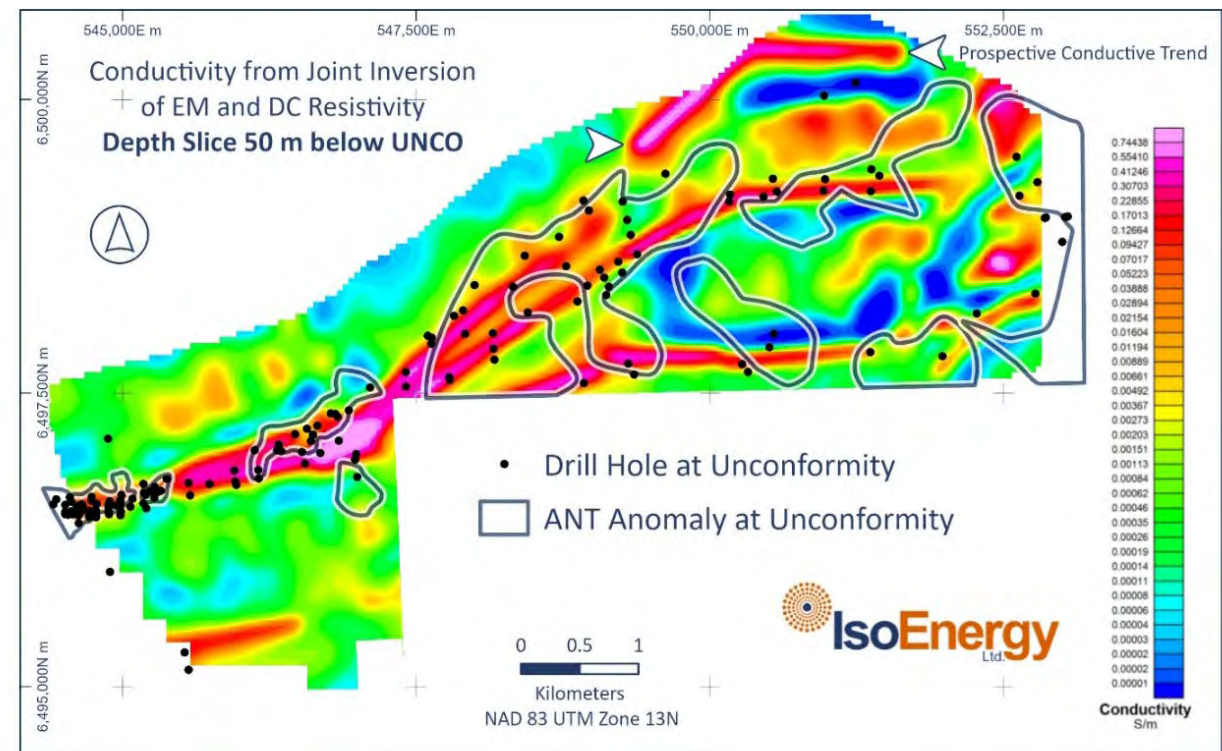 545,000E m
547,500E m
550,000E m
552,500E m
Conductivity from Joint Inversion
of EM and DC Resistivity
Depth Slice 50 m below UNCO
Prospective Conductive Trend
6,500,000N m
6,497,500N m
6,495,000N m
0.74438
0.55410
0.41246
0.30703
0.22855
0.17013
0.12664
0.09427
0.07017
0.05223
0.03888
0.02894
0.02154
0.01604
0.01194
0.00889
0.00661
0.00492
0.00367
0.00273
0.00203
0.00151
0.00113
0.00084
0.00062
0.00046
0.00035
0.00026
0.00019
0.00014
0.00011
0.00008
0.00006
0.00004
0.00003
0.00002
0.00002
0.00001
Conductivity
S/m
Drill Hole at Unconformity
ANT Anomaly at Unconformity
IsoEnergy
Ltd.
0 0.5 1
Kilometers
NAD 83 UTM Zone 13N